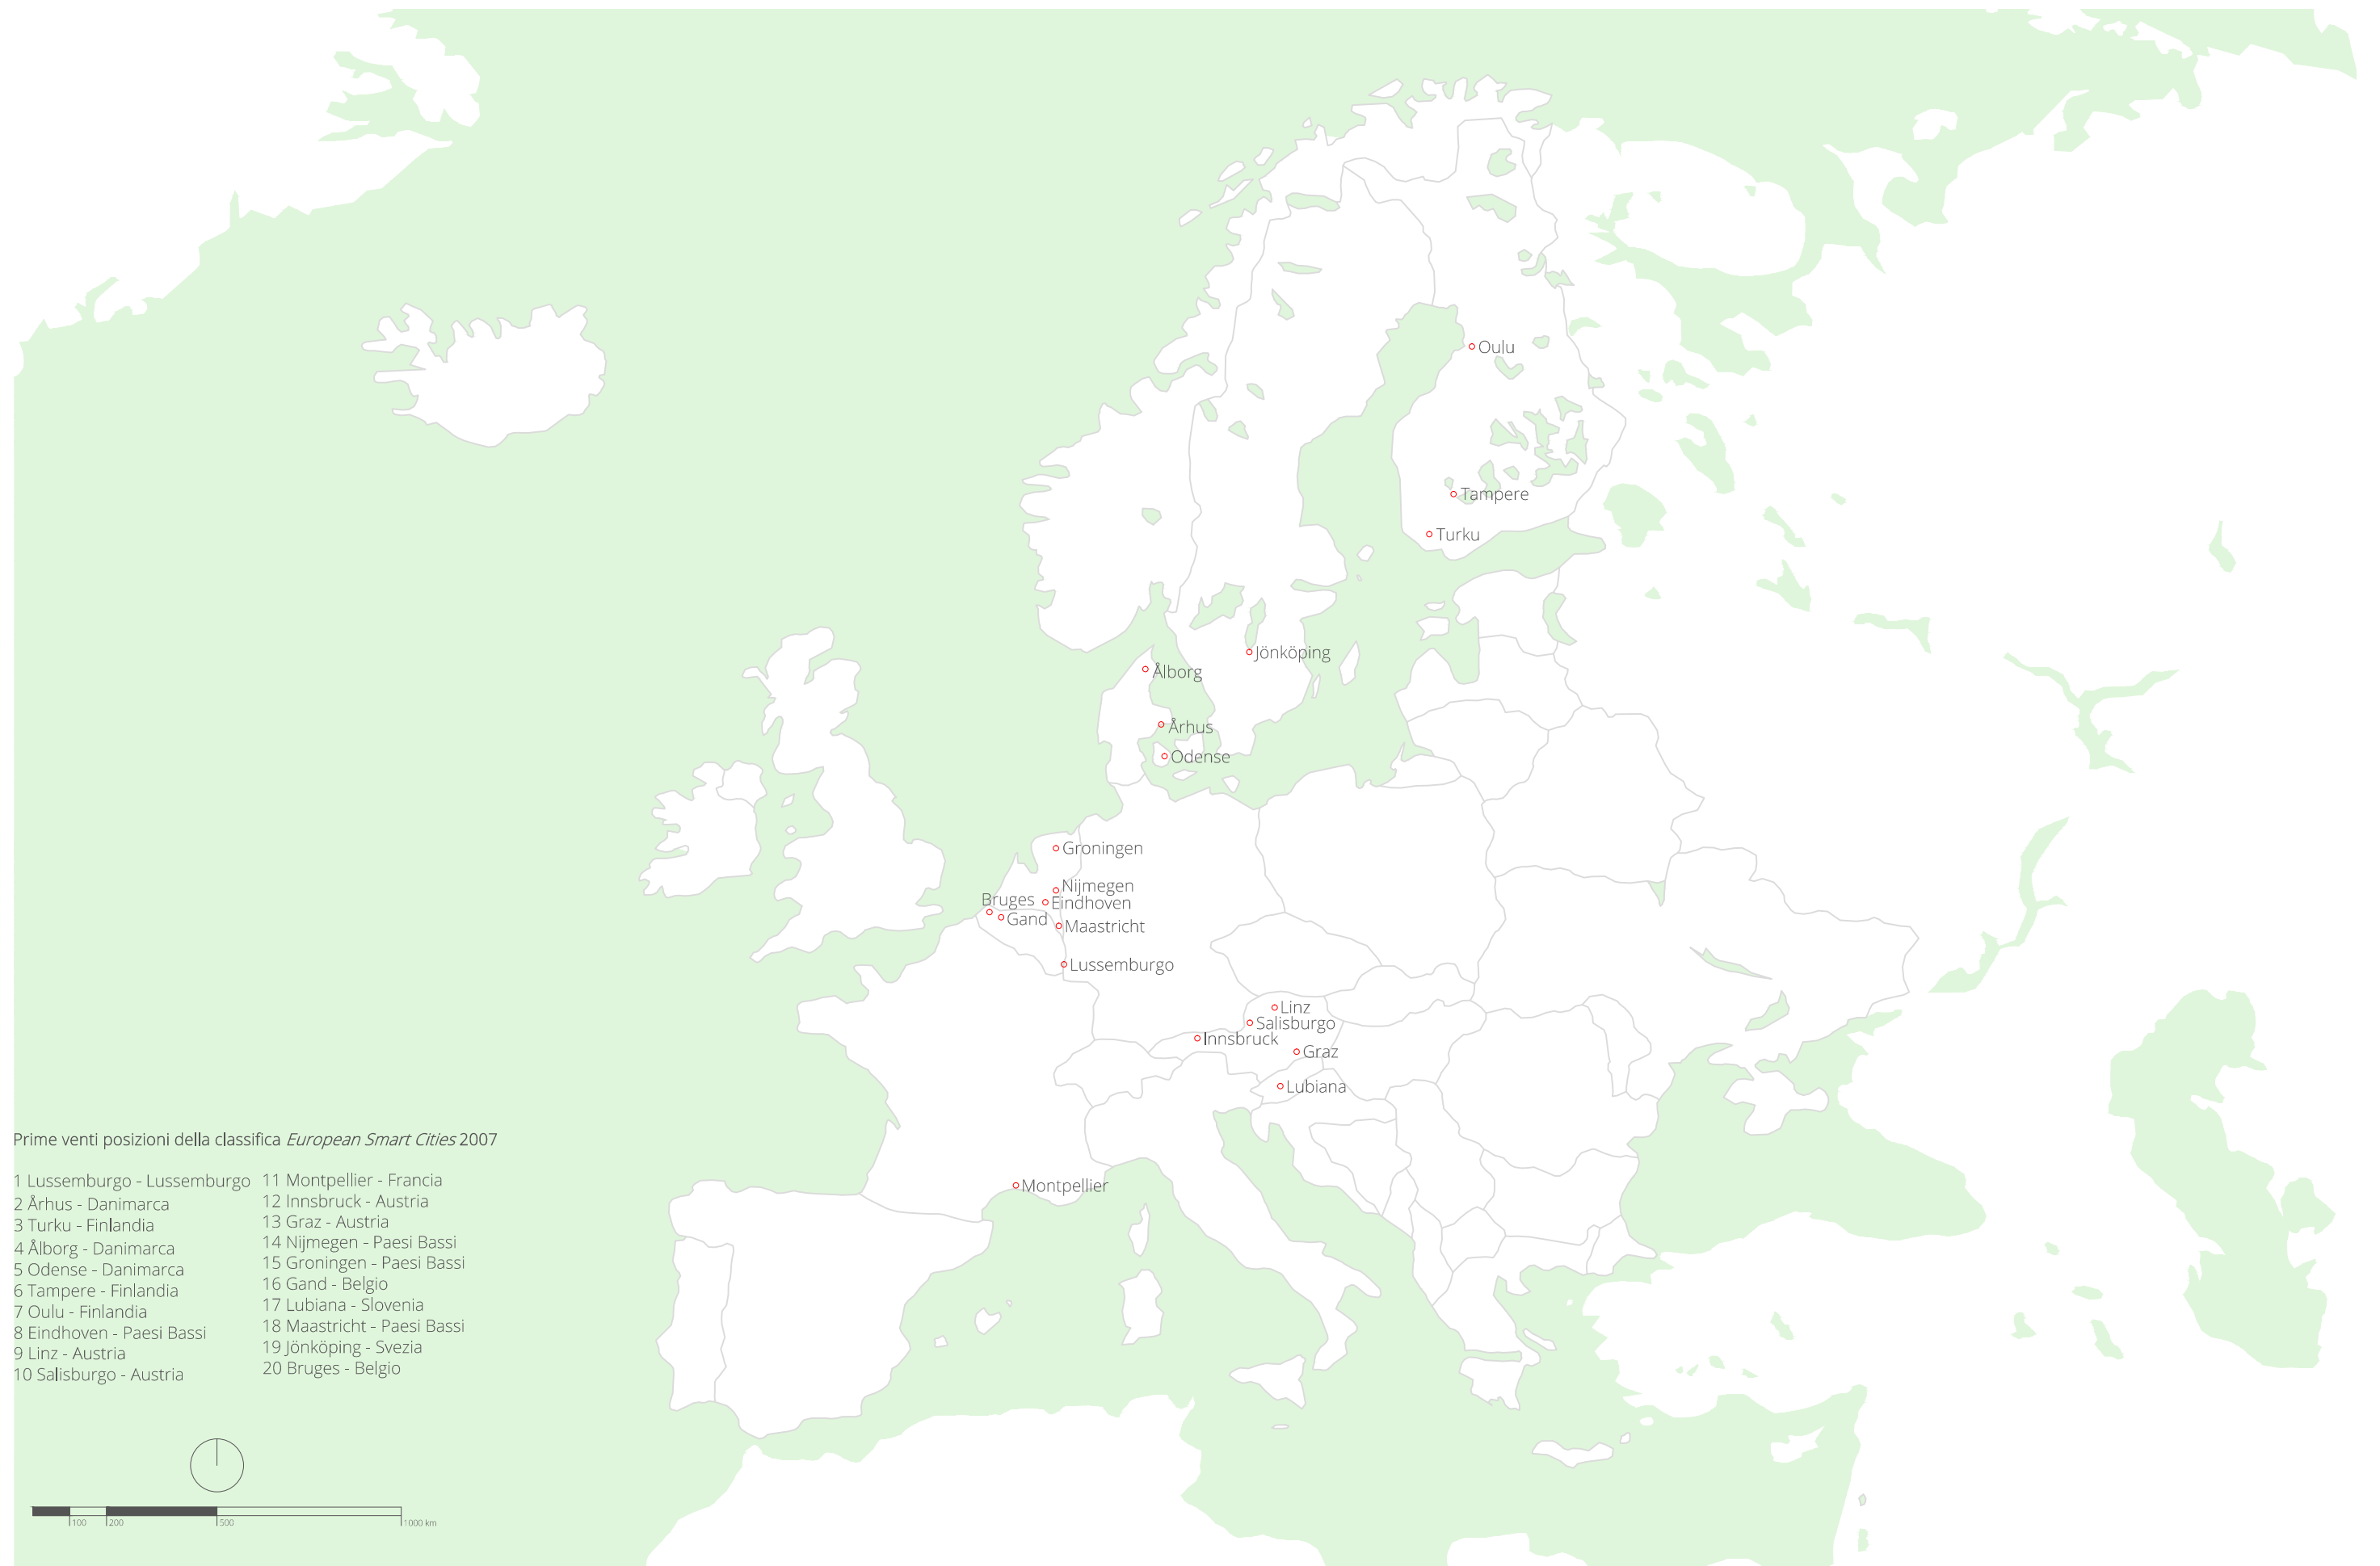 Oulu
Tampere
Turku
Jönköping
Ålborg
Århus
Odense
Groningen
Nijmegen
Bruges
Eindhoven
Gand
Maastricht
Lussemburgo
Linz
Salisburgo
Innsbruck
Graz
Lubiana
Montpellier
Prime venti posizioni della classifica European Smart Cities 2007
1 Lussemburgo - Lussemburgo
2 Århus - Danimarca
3 Turku - Finlandia
4 Ålborg - Danimarca
5 Odense - Danimarca
6 Tampere - Finlandia
7 Oulu - Finlandia
8 Eindhoven - Paesi Bassi
9 Linz - Austria
10 Salisburgo - Austria
11 Montpellier - Francia
12 Innsbruck - Austria
13 Graz - Austria
14 Nijmegen - Paesi Bassi
15 Groningen - Paesi Bassi
16 Gand - Belgio
17 Lubiana - Slovenia
18 Maastricht - Paesi Bassi
19 Jönköping - Svezia
20 Bruges - Belgio
100 200 500 1000 km